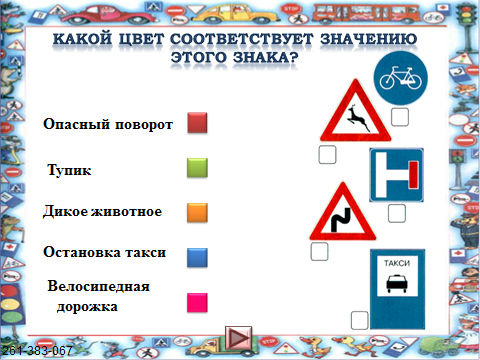 КАКОЙ ЦВЕТ СООТВЕТСТВУЕТ ЗНАЧЕНИЮ
ЭТОГО ЗНАКА?
Опасный поворот
Тупик
Дикое животное
Остановка такси
Велосипедная
дорожка
ТАКСИ
261-383-067